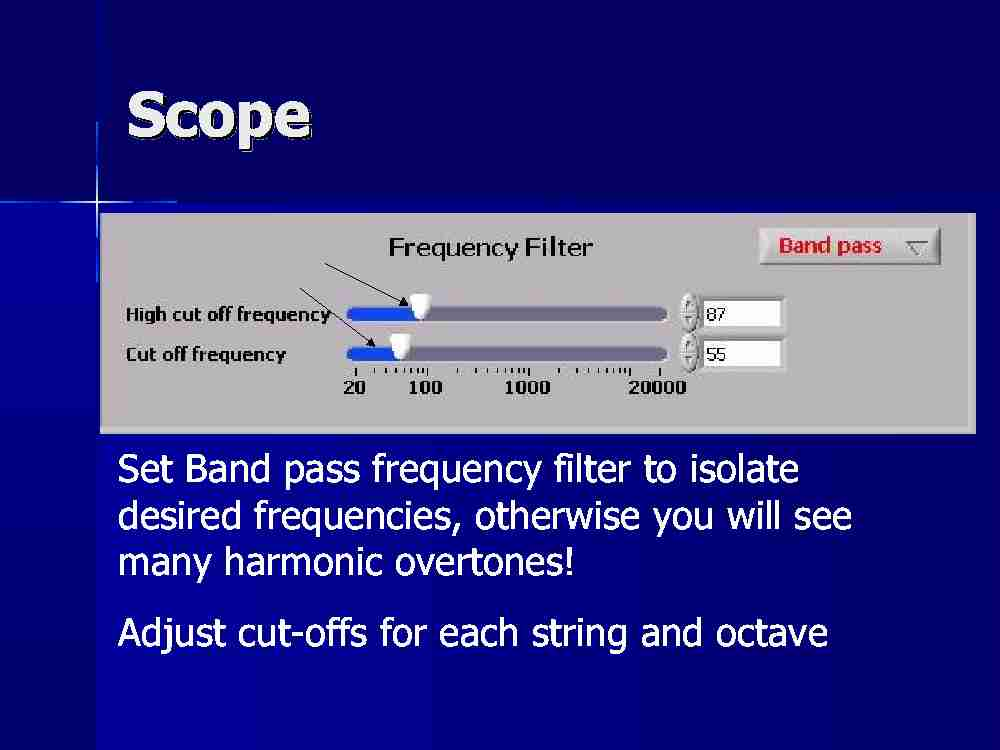 Scope
Frequency Filter
Band pass
High cut off frequency
87
Cut off frequency
55
20 100 1000 20000
Set Band pass frequency filter to isolate
desired frequencies, otherwise you will see
many harmonic overtones!
Adjust cut-offs for each string and octave